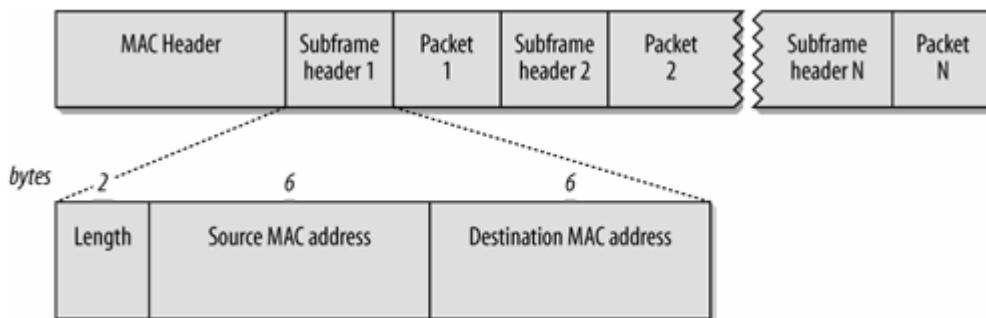 MAC Header
Subframe
header 1
Packet
1
Subframe
header 2
Packet
2
Subframe
header N
Packet
N
bytes 2 6 6
Length
Source MAC address
Destination MAC address